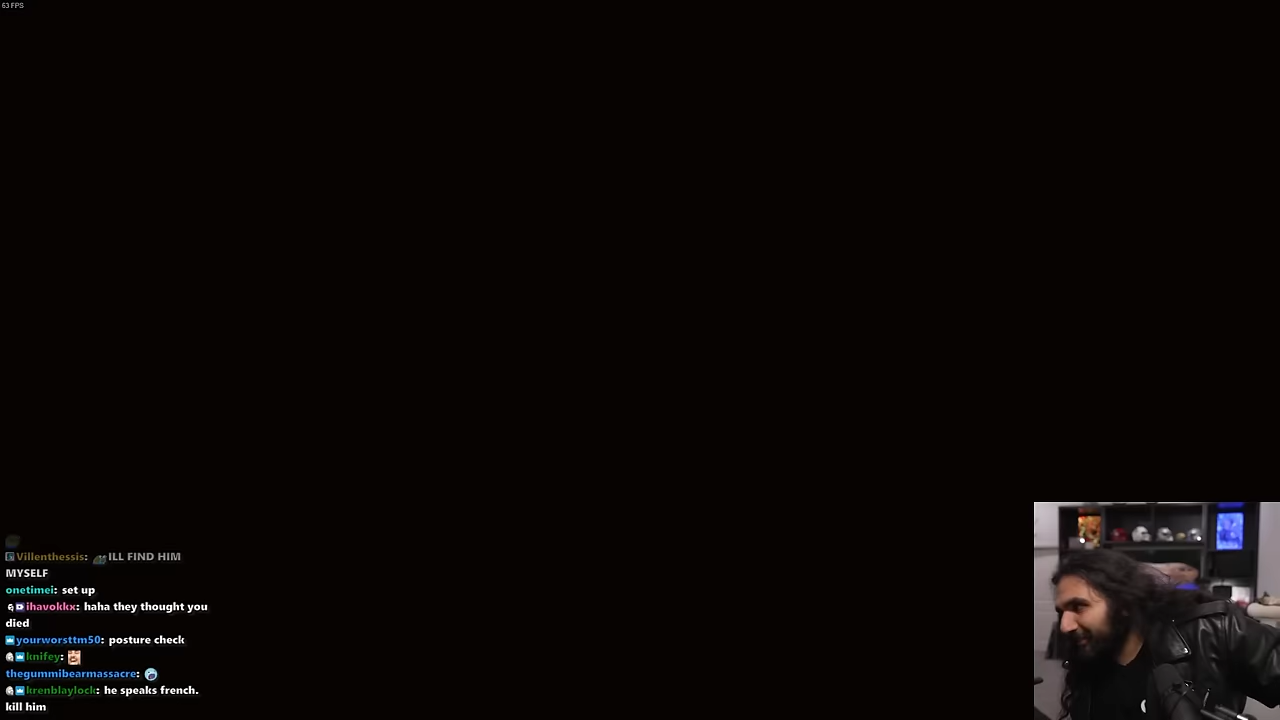 63 FPS
Villenthessis: ILL FIND HIM
MYSELF
onetimei: set up
ihavokkx: haha they thought you
died
yourworsttm50: posture check
knifey:
thegummibearmassacre:
krenblaylock: he speaks french.
kill him